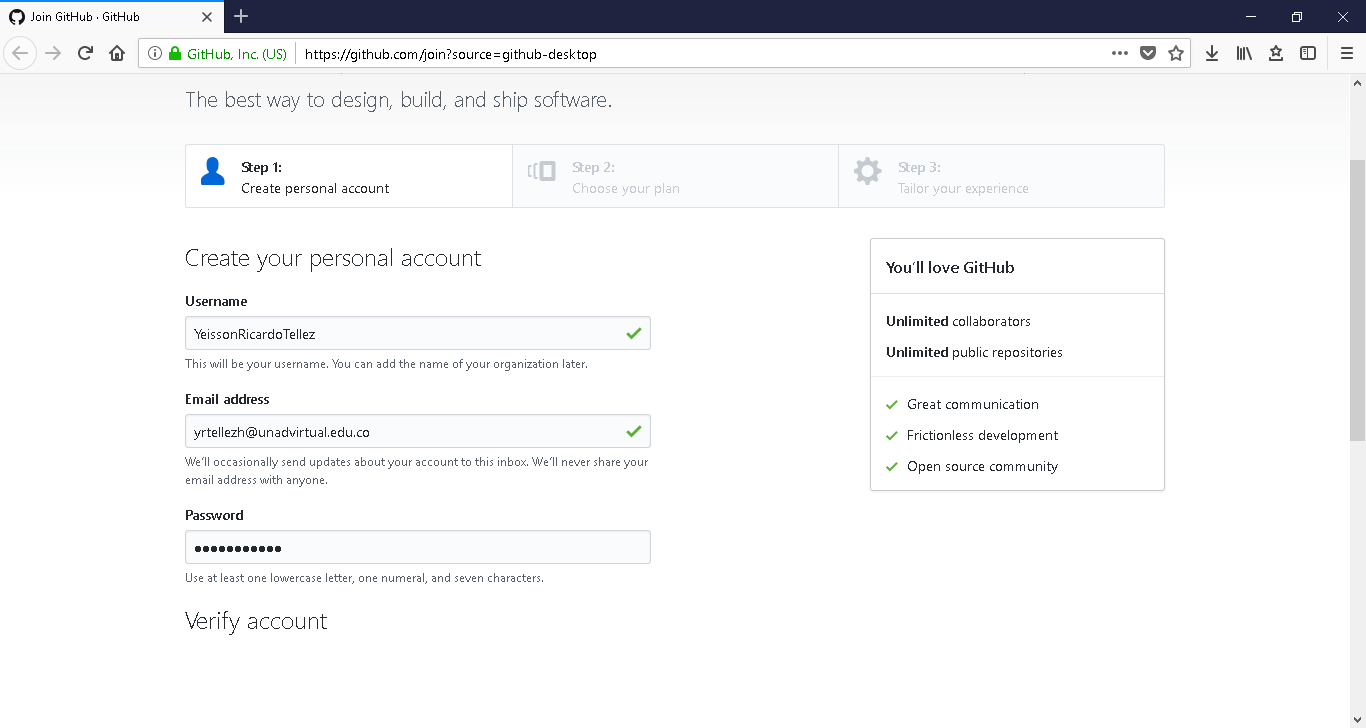 Join GitHub · GitHub
GitHub, Inc. (US)
https://github.com/join?source=github-desktop
The best way to design, build, and ship software.
Step 1:
Create personal account
Step 2:
Choose your plan
Step 3:
Tailor your experience
Create your personal account
Username
YeissonRicardoTellez
This will be your username. You can add the name of your organization later.
Email address
yrtellezh@unadvirtual.edu.co
We'll occasionally send updates about your account to this inbox. We'll never share your
email address with anyone.
Password
Use at least one lowercase letter, one numeral, and seven characters.
Verify account
You'll love GitHub
Unlimited collaborators
Unlimited public repositories
Great communication
Frictionless development
Open source community